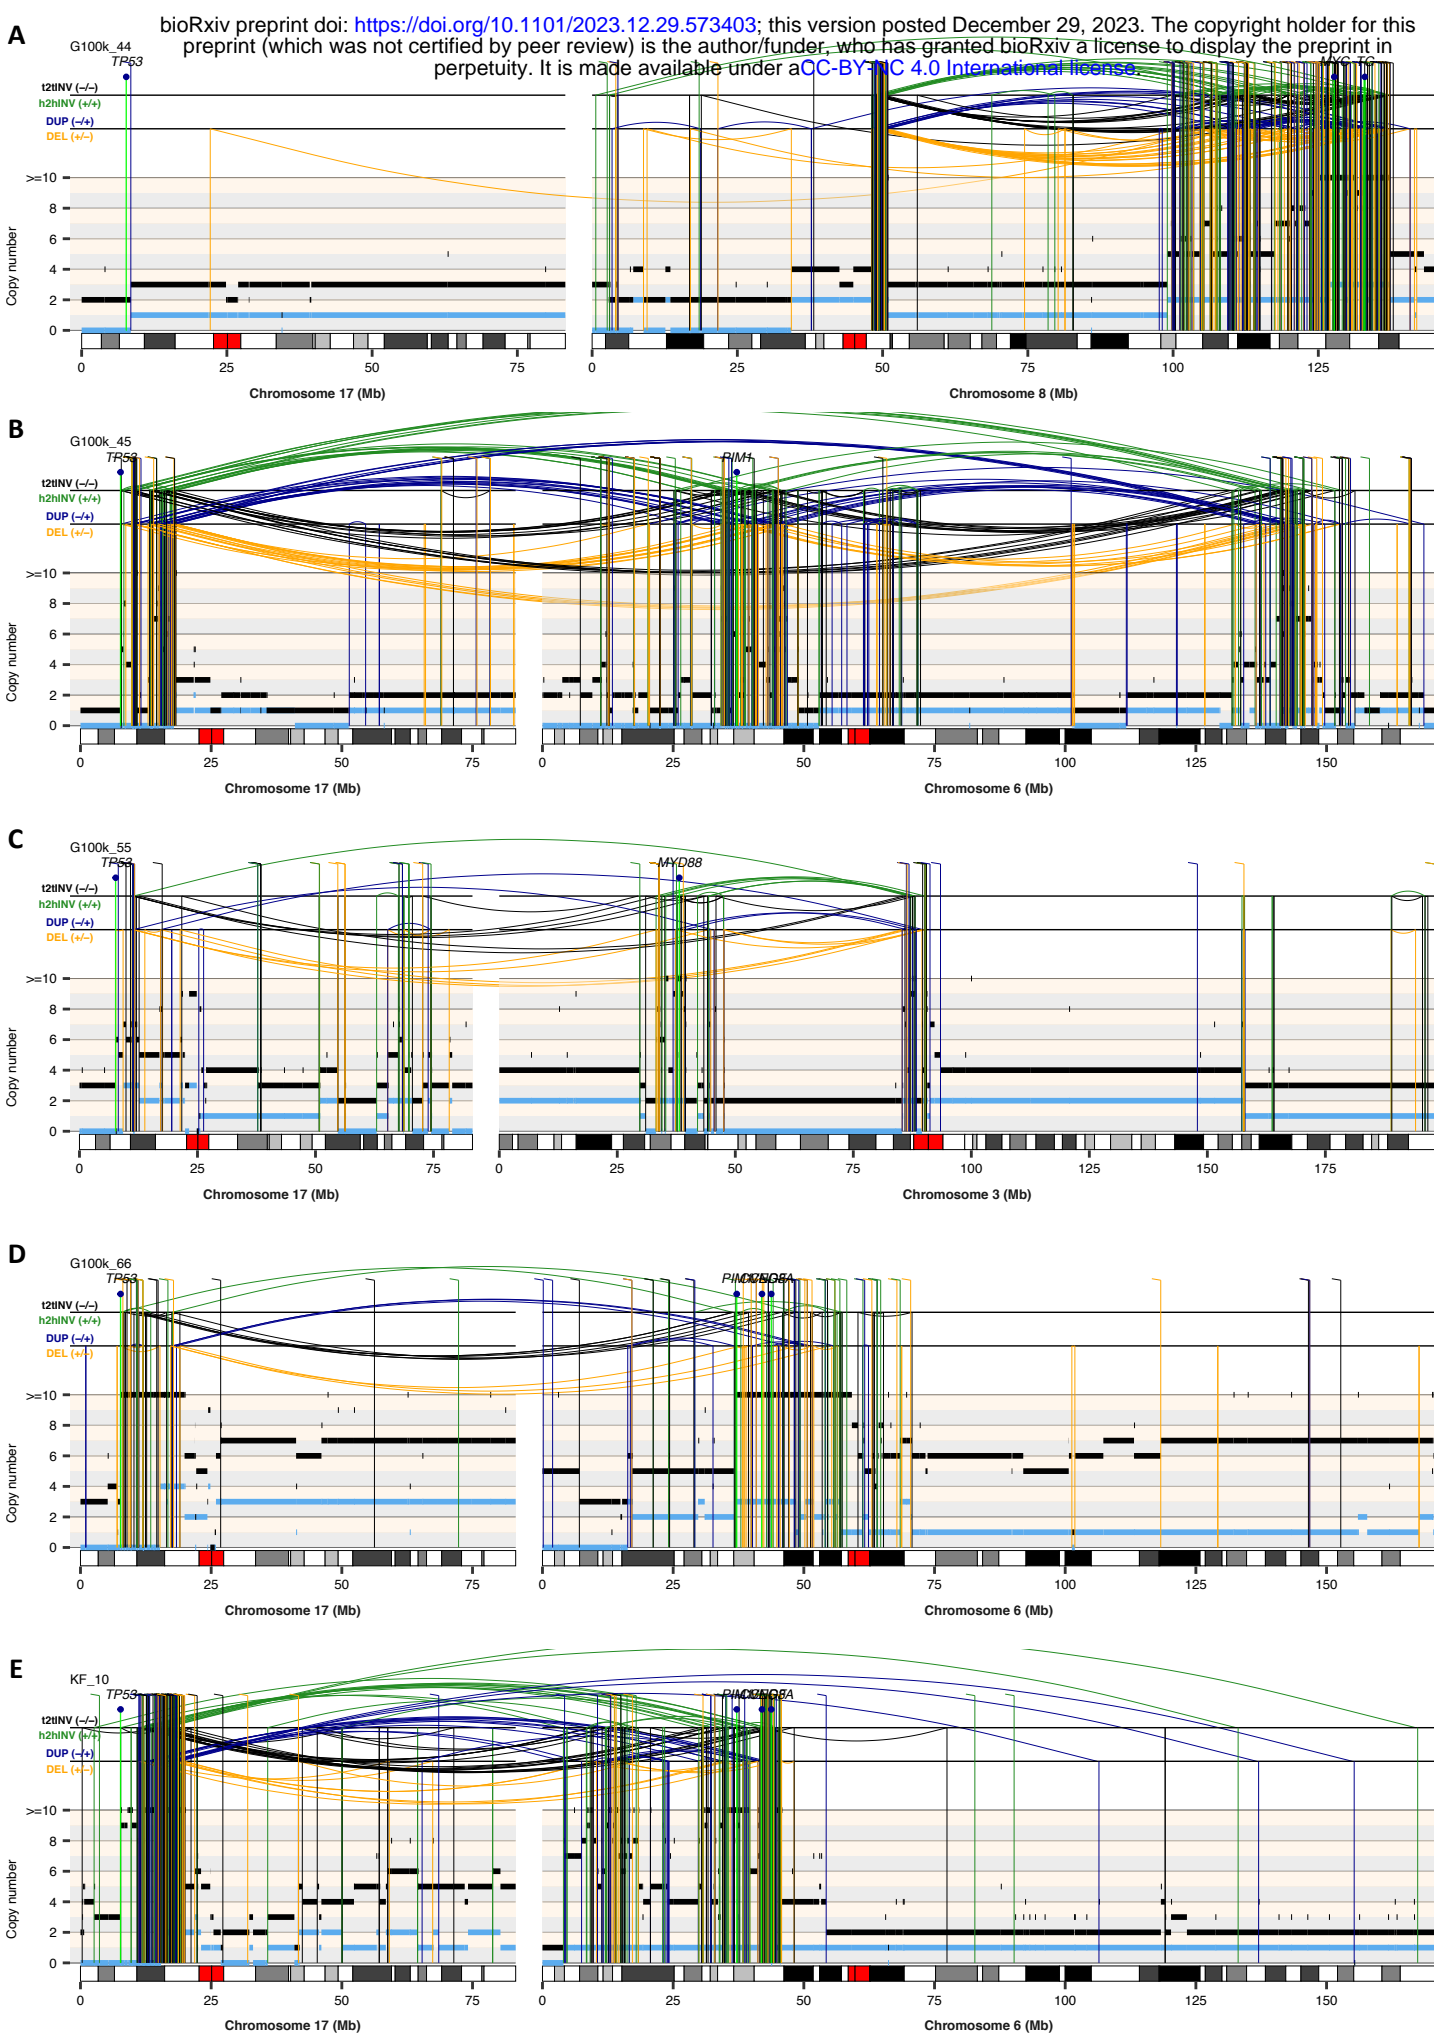 bioRxiv preprint doi: https://doi.org/10.1101/2023.12.29.573403; this version posted December 29, 2023. The copyright holder for this
preprint (which was not certified by peer review) is the author/funder, who has granted bioRxiv a license to display the preprint in
perpetuity. It is made available under aCC-BY-NC 4.0 International license.
A
G100k_44
TP53
MYC TG
t2tINV (−/−)
h2hINV (+/+)
DUP (−/+)
DEL (+/−)
>=10
8
6
4
2
0
Copy number
0 25 50 75 0 25 50 75 100 125
Chromosome 17 (Mb) Chromosome 8 (Mb)
B
G100k_45
TP53 PIM1
t2tINV (−/−)
h2hINV (+/+)
DUP (−/+)
DEL (+/−)
>=10
8
6
4
2
0
Copy number
0 25 50 75 0 25 50 75 100 125 150
Chromosome 17 (Mb) Chromosome 6 (Mb)
C
G100k_55
TP53 MYD88
t2tINV (−/−)
h2hINV (+/+)
DUP (−/+)
DEL (+/−)
>=10
8
6
4
2
0
Copy number
0 25 50 75 0 25 50 75 100 125 150 175
Chromosome 17 (Mb) Chromosome 3 (Mb)
D
G100k_66
TP53 PIM1
t2tINV (−/−)
h2hINV (+/+)
DUP (−/+)
DEL (+/−)
>=10
8
6
4
2
0
Copy number
0 25 50 75 0 25 50 75 100 125 150
Chromosome 17 (Mb) Chromosome 6 (Mb)
E
KF_10
TP53 PIM1
t2tINV (−/−)
h2hINV (+/+)
DUP (−/+)
DEL (+/−)
>=10
8
6
4
2
0
Copy number
0 25 50 75 0 25 50 75 100 125 150
Chromosome 17 (Mb) Chromosome 6 (Mb)